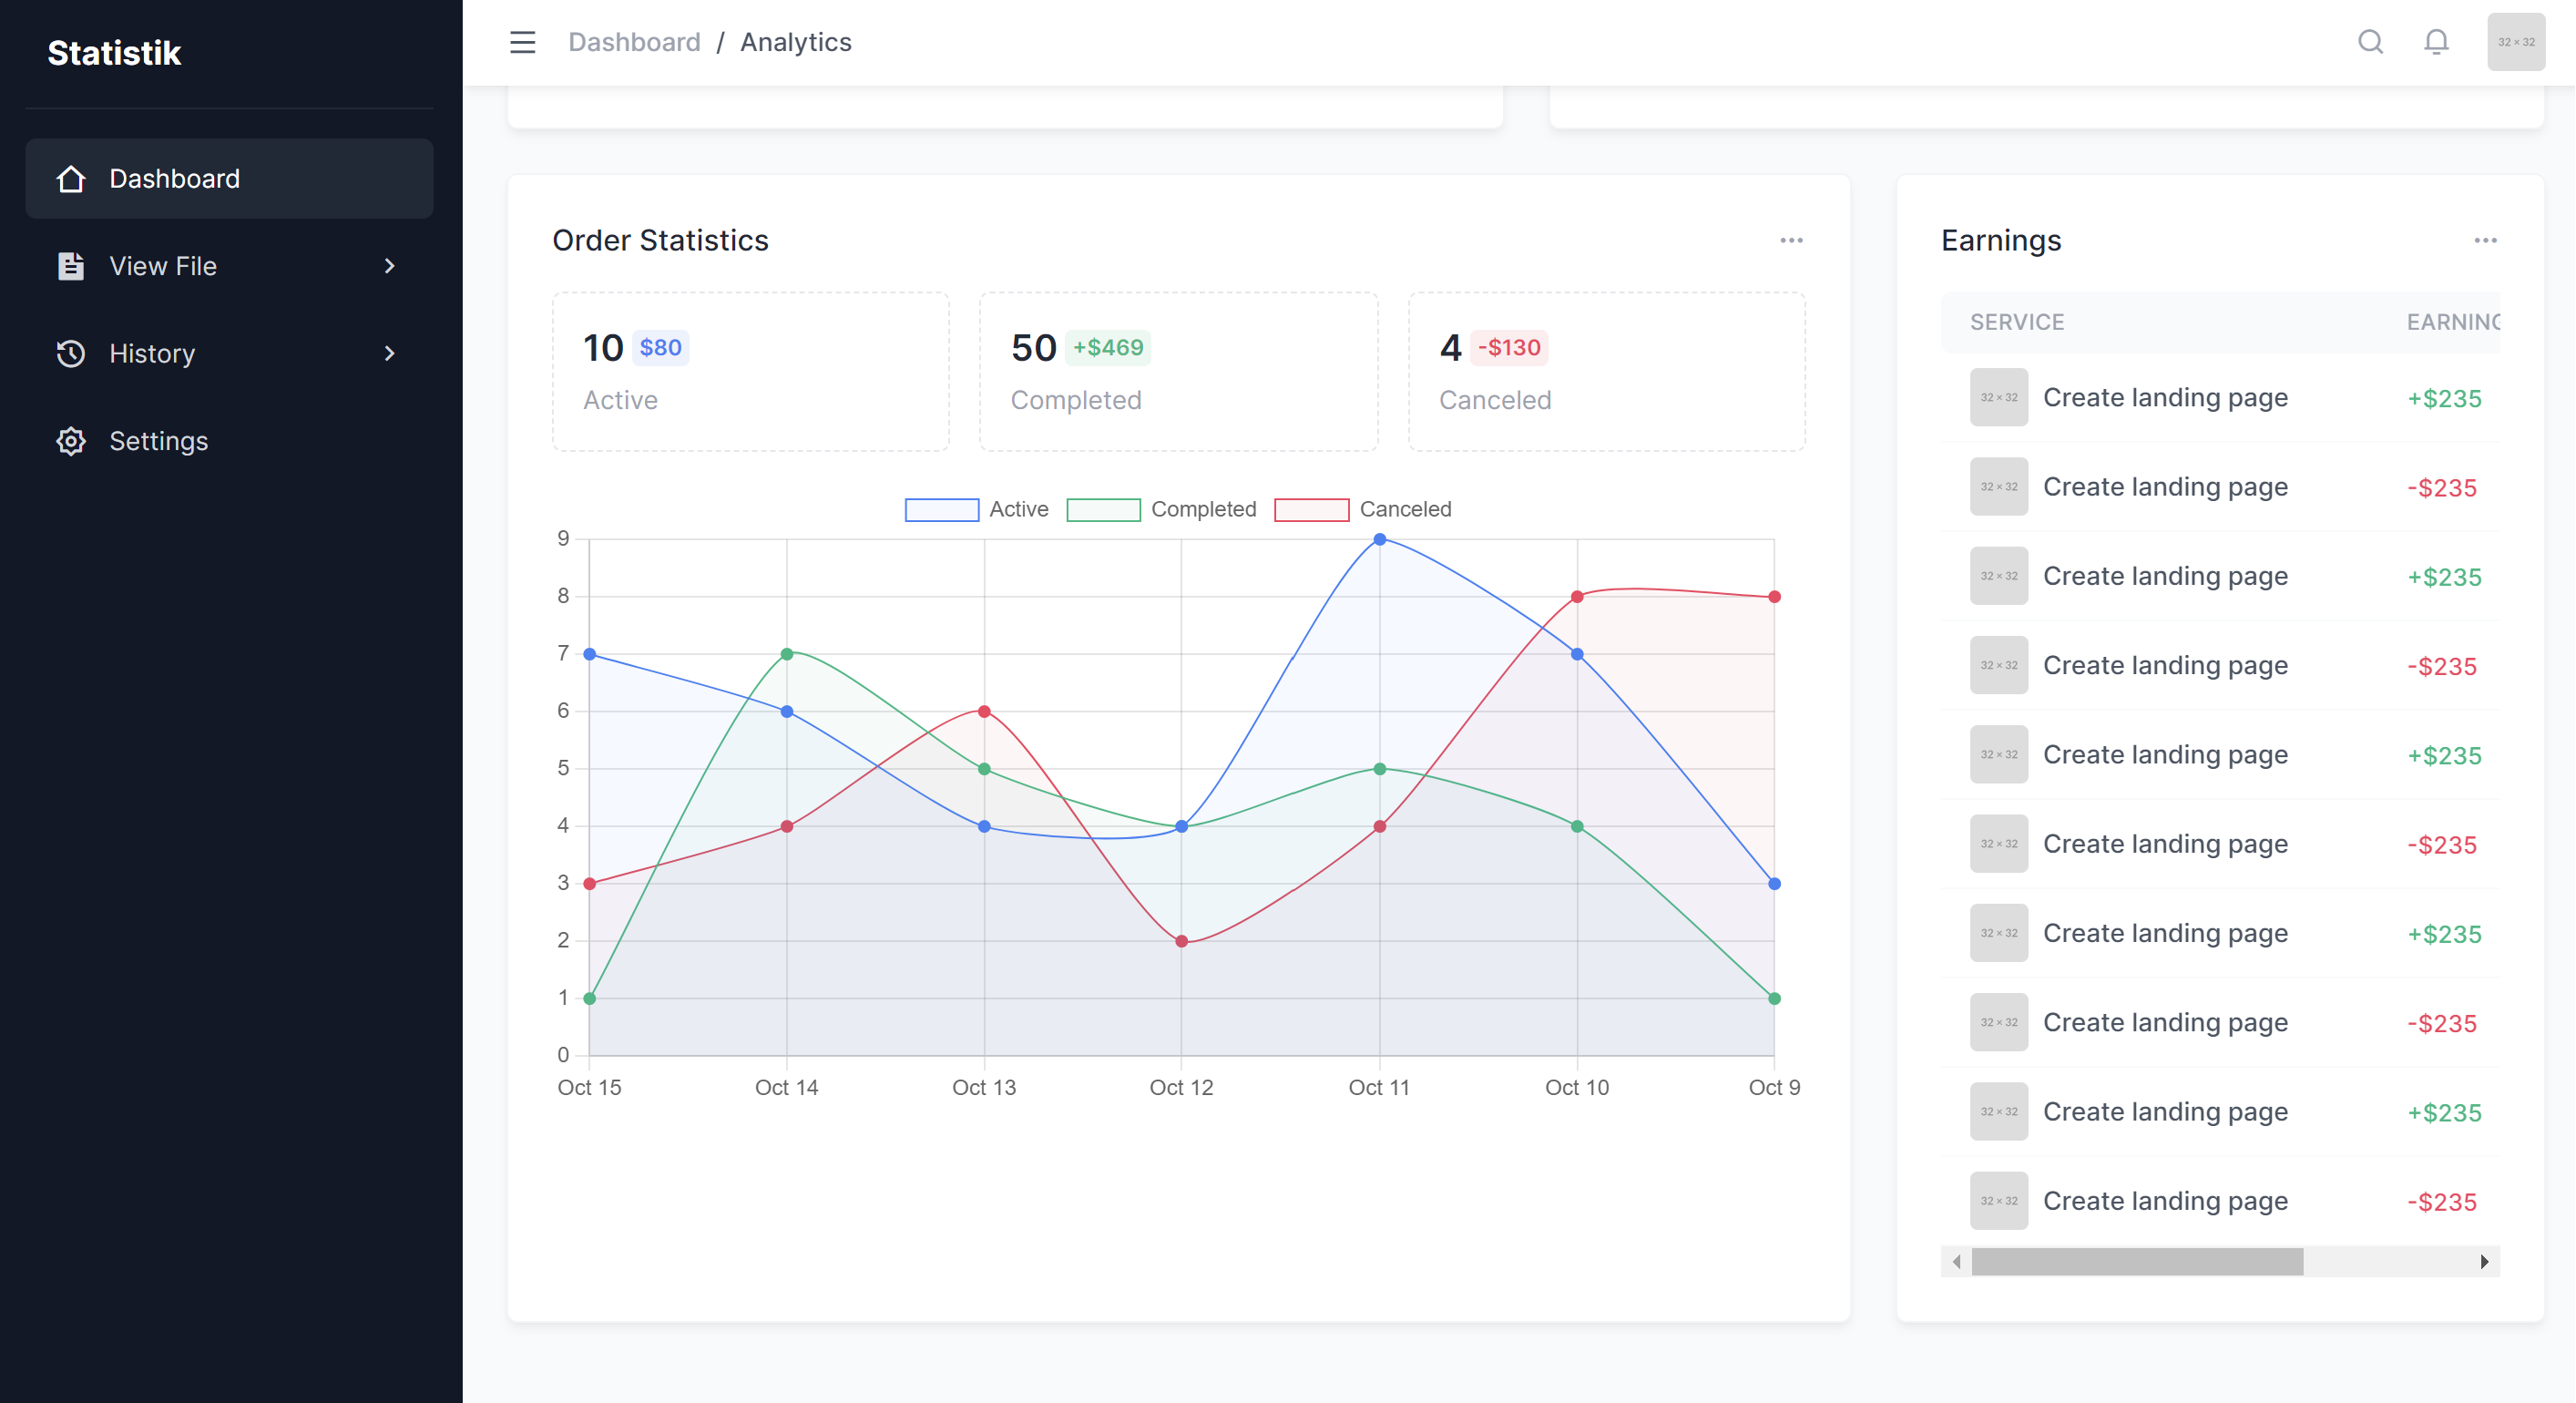 Statistik
Dashboard
View File
History
Settings
Dashboard / Analytics
32 × 32
Order Statistics
10 $80
Active
50 +$469
Completed
4 -$130
Canceled
Active Completed Canceled
9
8
7
6
5
4
3
2
1
0
Oct 15 Oct 14 Oct 13 Oct 12 Oct 11 Oct 10 Oct 9
Earnings
SERVICE EARNING
32 × 32 Create landing page +$235
32 × 32 Create landing page -$235
32 × 32 Create landing page +$235
32 × 32 Create landing page -$235
32 × 32 Create landing page +$235
32 × 32 Create landing page -$235
32 × 32 Create landing page +$235
32 × 32 Create landing page -$235
32 × 32 Create landing page +$235
32 × 32 Create landing page -$235